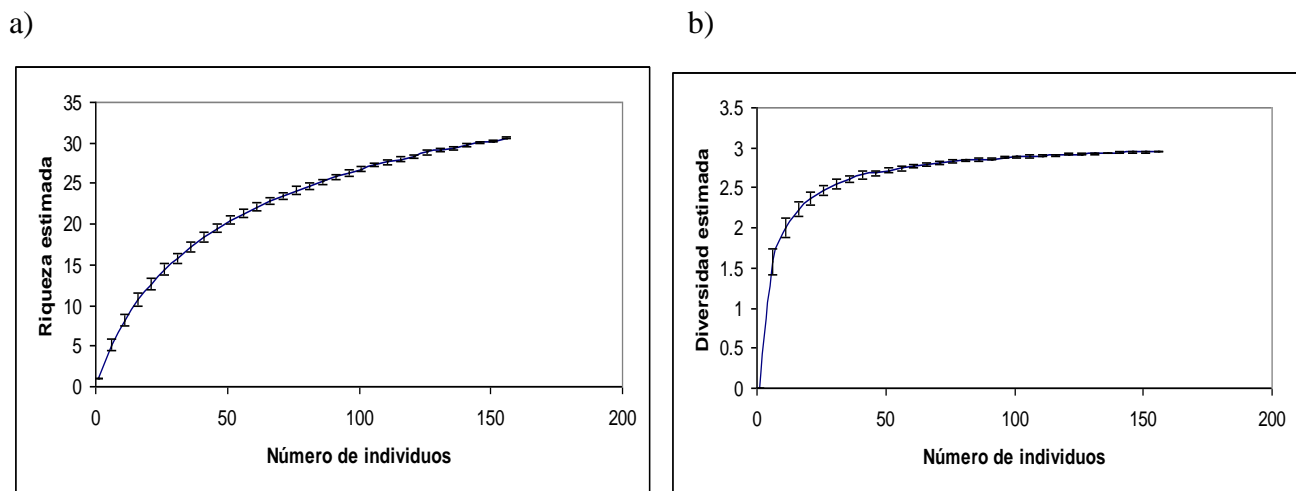 a)
b)
35
30
25
20
15
10
5
0
0 50 100 150 200
Riqueza estimada
Número de individuos
3.5
3
2.5
2
1.5
1
0.5
0
0 50 100 150 200
Diversidad estimada
Número de individuos